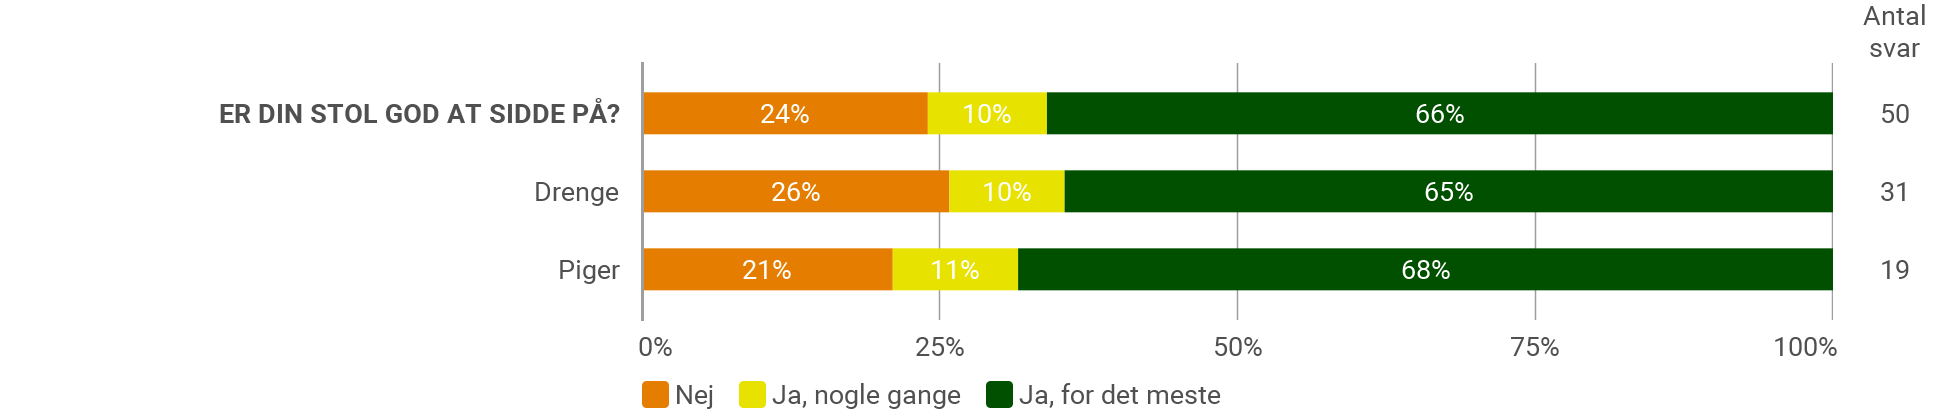 Antal
svar
ER DIN STOL GOD AT SIDDE PÅ? 24% 10% 66% 50
Drenge 26% 10% 65% 31
Piger 21% 11% 68% 19
0% 25% 50% 75% 100%
Nej Ja, nogle gange Ja, for det meste